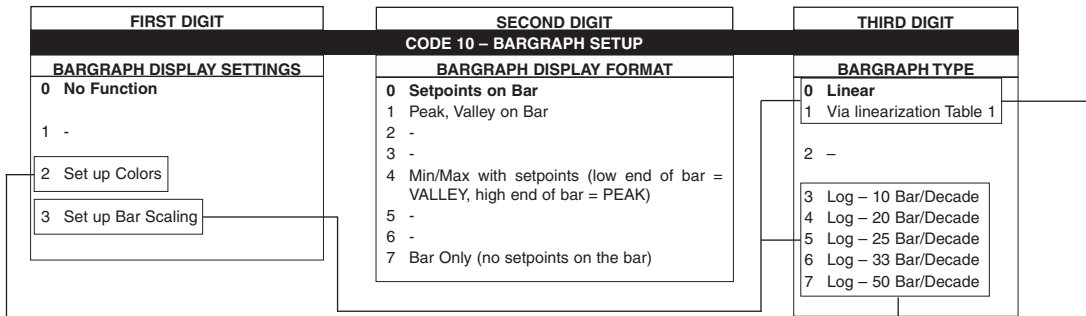 FIRST DIGIT
SECOND DIGIT
THIRD DIGIT
CODE 10 – BARGRAPH SETUP
BARGRAPH DISPLAY SETTINGS
0 No Function
1 -
2 Set up Colors
3 Set up Bar Scaling
BARGRAPH DISPLAY FORMAT
0 Setpoints on Bar
1 Peak, Valley on Bar
2 -
3 -
4 Min/Max with setpoints (low end of bar =
VALLEY, high end of bar = PEAK)
5 -
6 -
7 Bar Only (no setpoints on the bar)
BARGRAPH TYPE
0 Linear
1 Via linearization Table 1
2 –
3 Log – 10 Bar/Decade
4 Log – 20 Bar/Decade
5 Log – 25 Bar/Decade
6 Log – 33 Bar/Decade
7 Log – 50 Bar/Decade